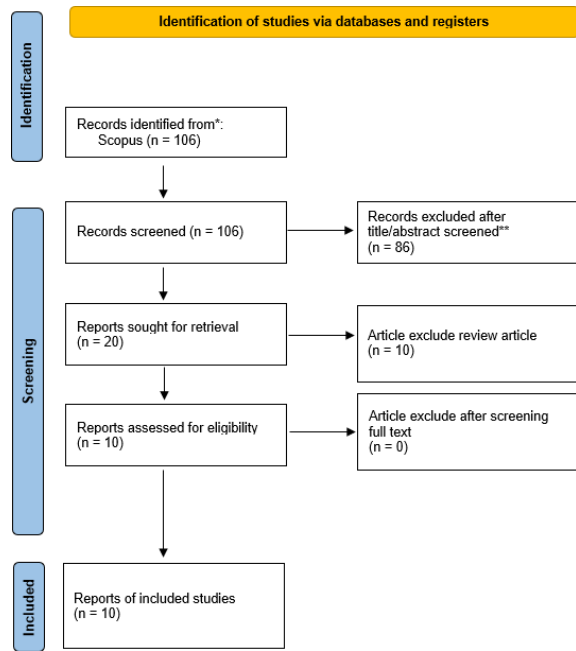 Identification of studies via databases and registers
Identification
Records identified from*:
Scopus (n = 106)
Screening
Records screened (n = 106)
Records excluded after
title/abstract screened**
(n = 86)
Reports sought for retrieval
(n = 20)
Article exclude review article
(n = 10)
Reports assessed for eligibility
(n = 10)
Article exclude after screening
full text
(n = 0)
Included
Reports of included studies
(n = 10)